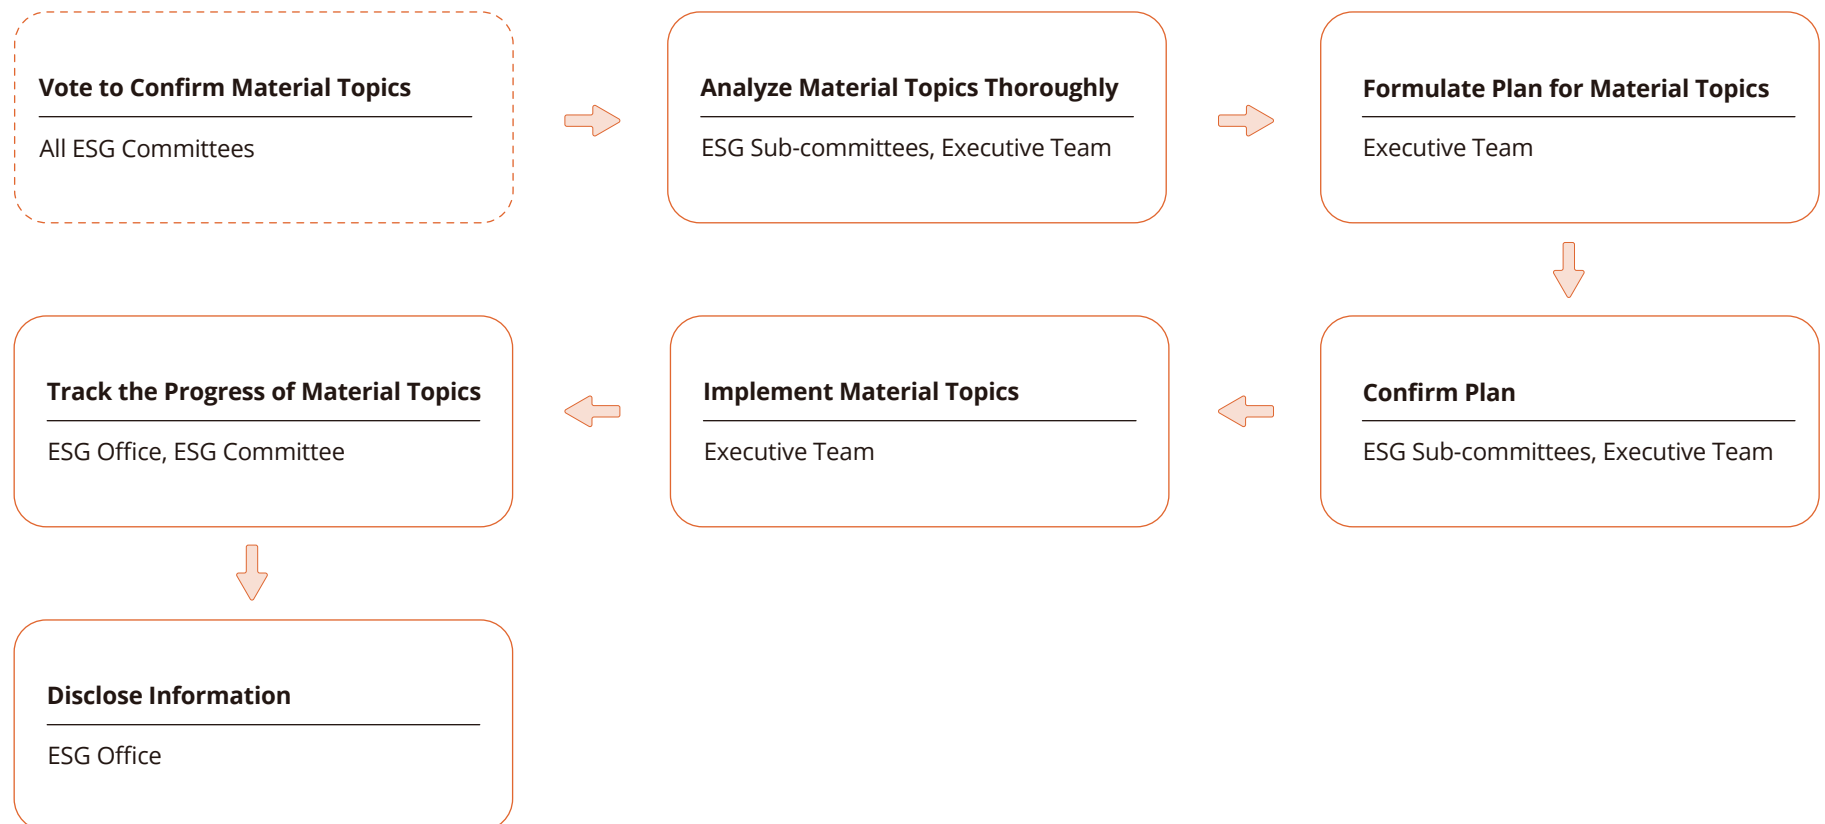 Vote to Confirm Material Topics
All ESG Committees
Analyze Material Topics Thoroughly
ESG Sub-committees, Executive Team
Formulate Plan for Material Topics
Executive Team
Confirm Plan
ESG Sub-committees, Executive Team
Implement Material Topics
Executive Team
Track the Progress of Material Topics
ESG Office, ESG Committee
Disclose Information
ESG Office